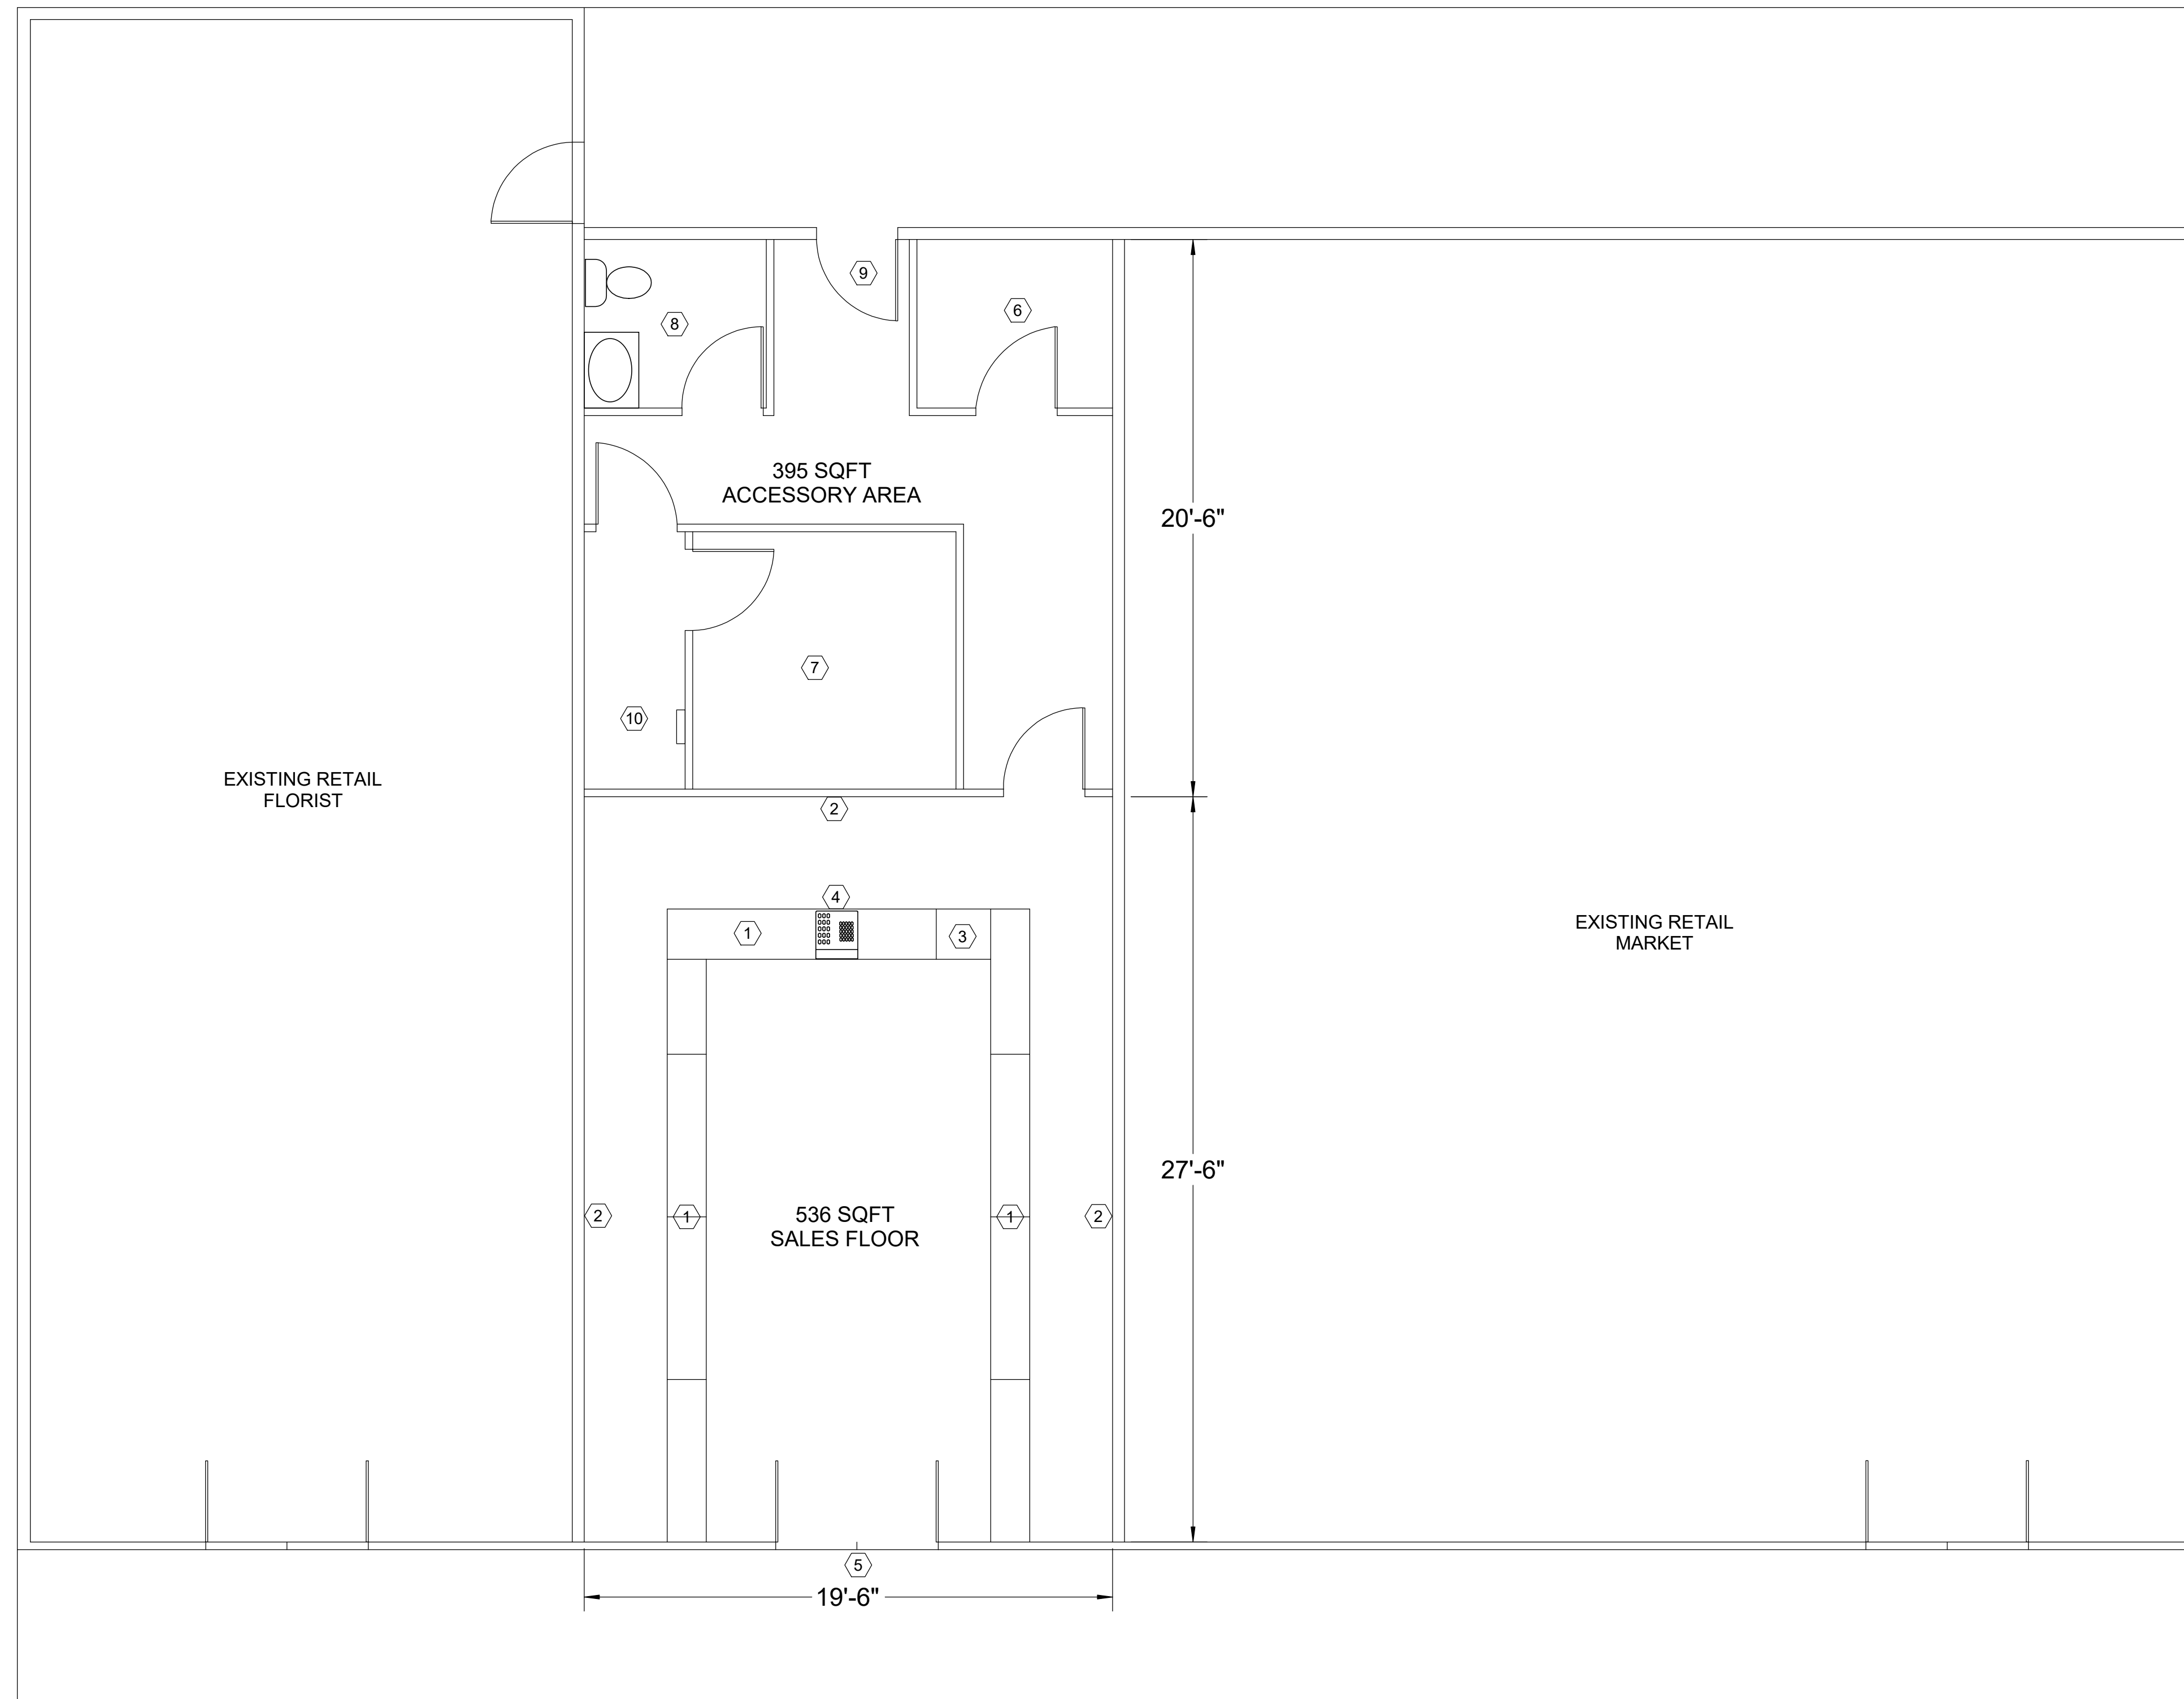 9
6
8
395 SQFT
ACCESSORY AREA
20'-6"
7
10
EXISTING RETAIL
FLORIST
2
4
1
3
EXISTING RETAIL
MARKET
27'-6"
2
1
536 SQFT
SALES FLOOR
1
2
5
19'-6"